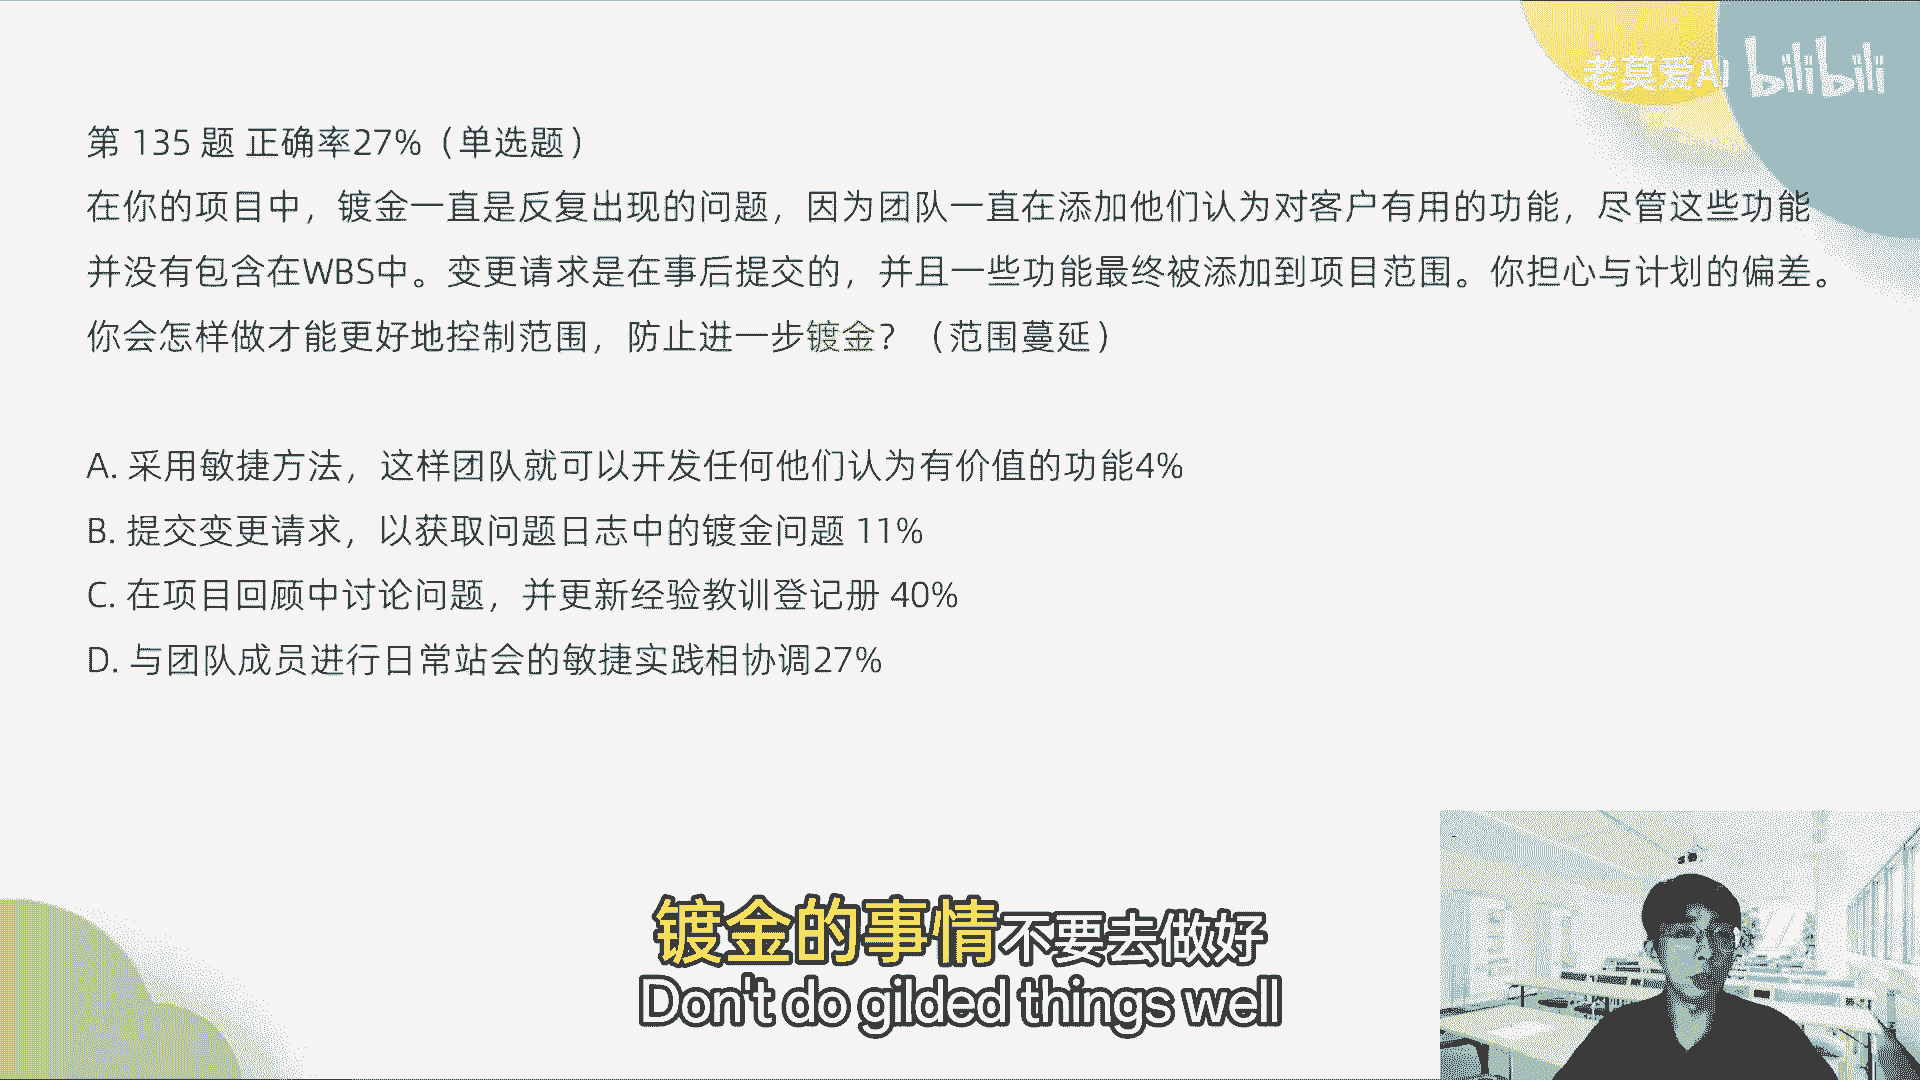 老莫爱AI bilibili
第 135 题 正确率27%（单选题）
在你的项目中，镀金一直是反复出现的问题，因为团队一直在添加他们认为对客户有用的功能，尽管这些功能
并没有包含在WBS中。变更请求是在事后提交的，并且一些功能最终被添加到项目范围。你担心与计划的偏差。
你会怎样做才能更好地控制范围，防止进一步镀金？（范围蔓延）
A. 采用敏捷方法，这样团队就可以开发任何他们认为有价值的功能4%
B. 提交变更请求，以获取问题日志中的镀金问题 11%
C. 在项目回顾中讨论问题，并更新经验教训登记册 40%
D. 与团队成员进行日常站会的敏捷实践相协调27%
镀金的事情不要去做好
Don't do gilded things well